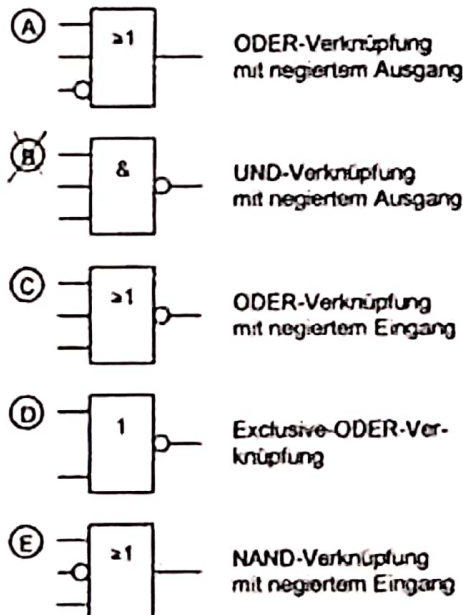 A
≥1
ODER-Verknüpfung
mit negiertem Ausgang
B
&
UND-Verknüpfung
mit negiertem Ausgang
C
≥1
ODER-Verknüpfung
mit negiertem Eingang
D
1
Exclusive-ODER-Ver-
knüpfung
E
≥1
NAND-Verknüpfung
mit negiertem Eingang